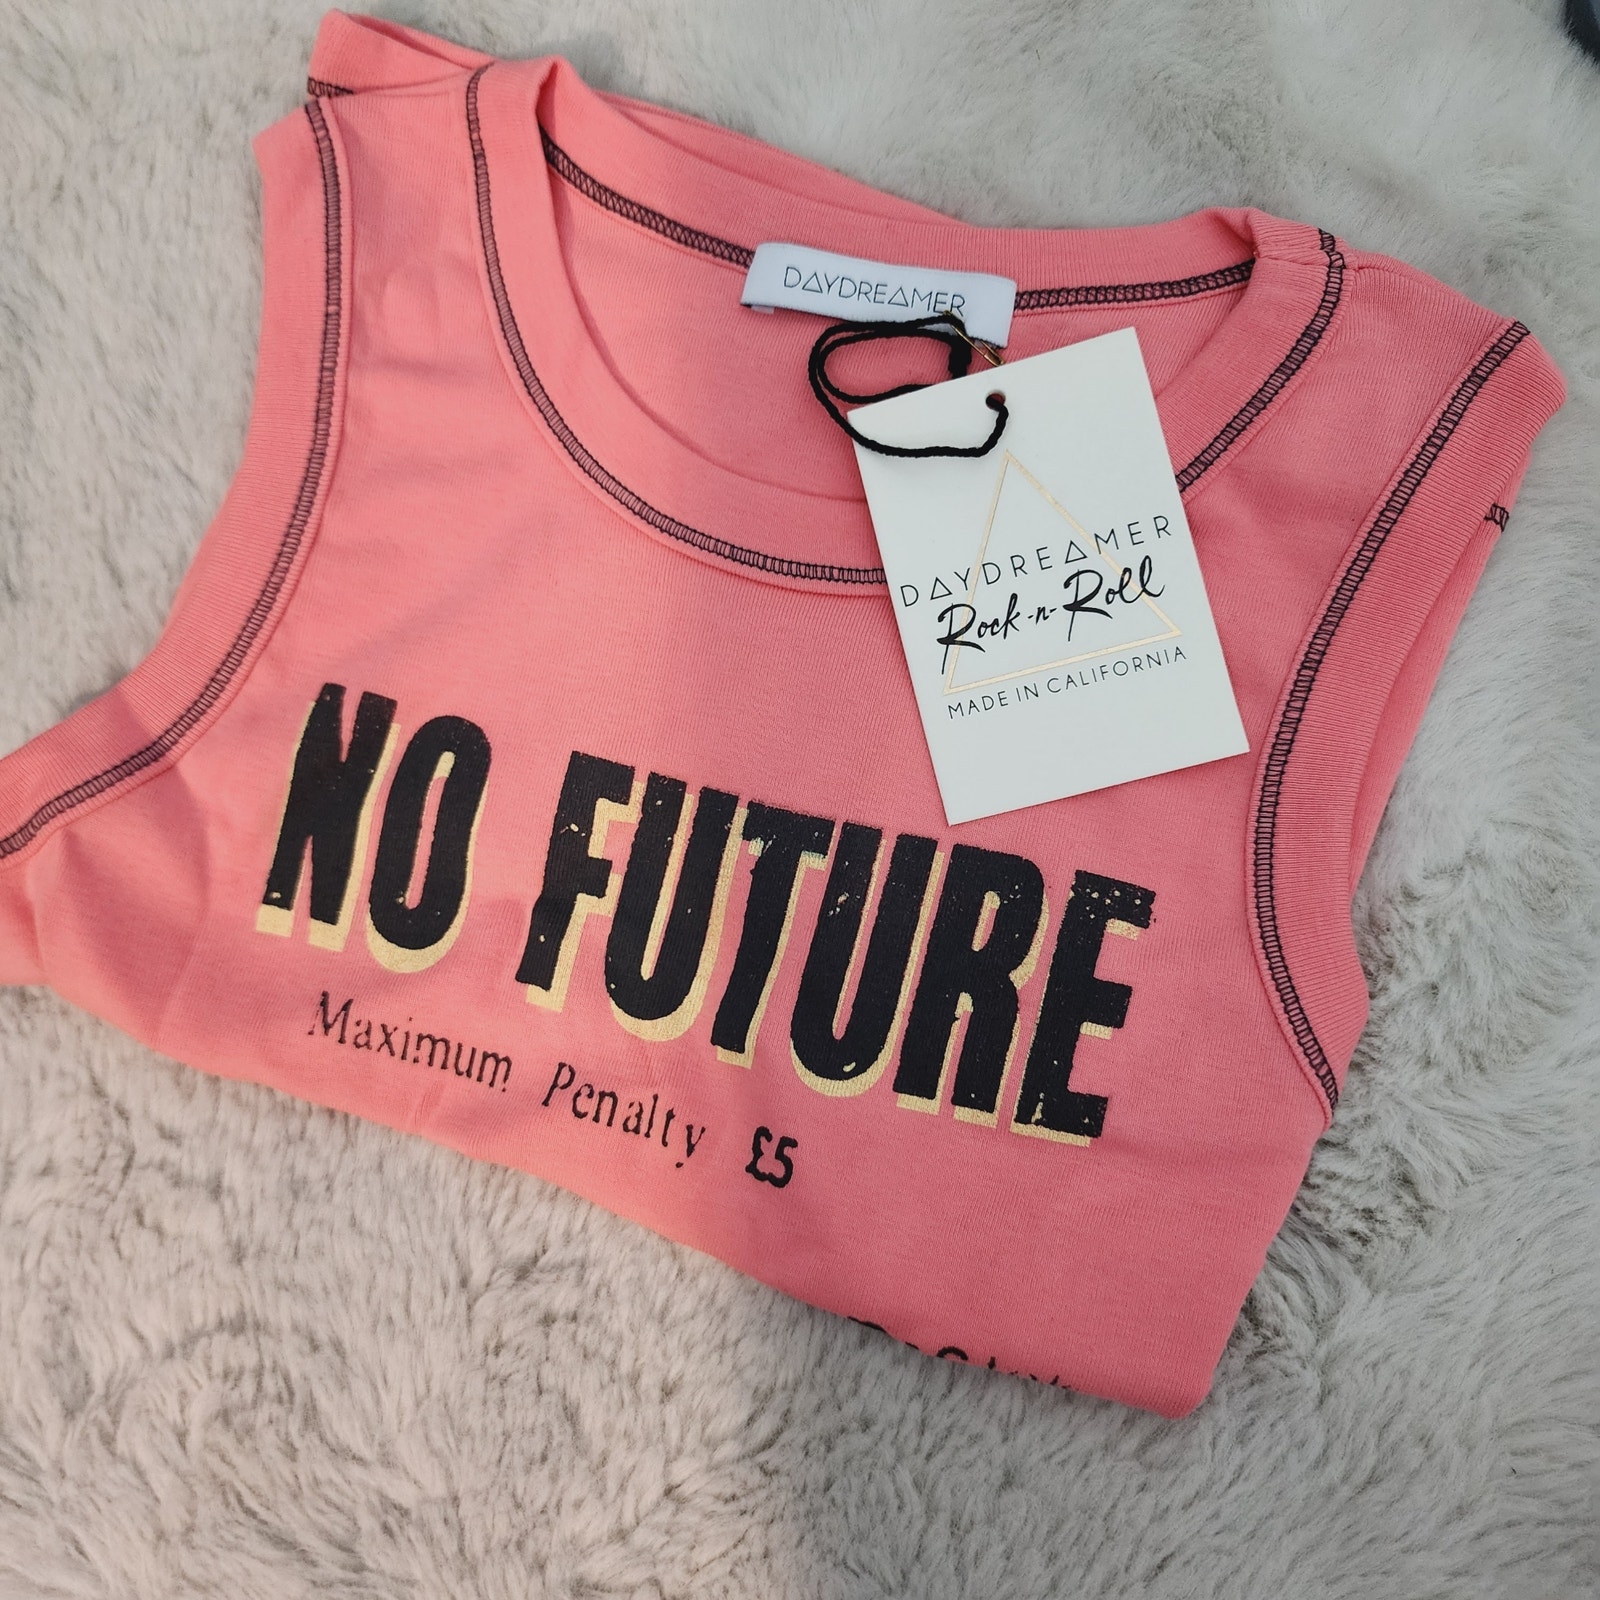 DAYDREAMER
DAYDREAMER
Rock-n-Roll
MADE IN CALIFORNIA
NO FUTURE
Maximum Penalty £5